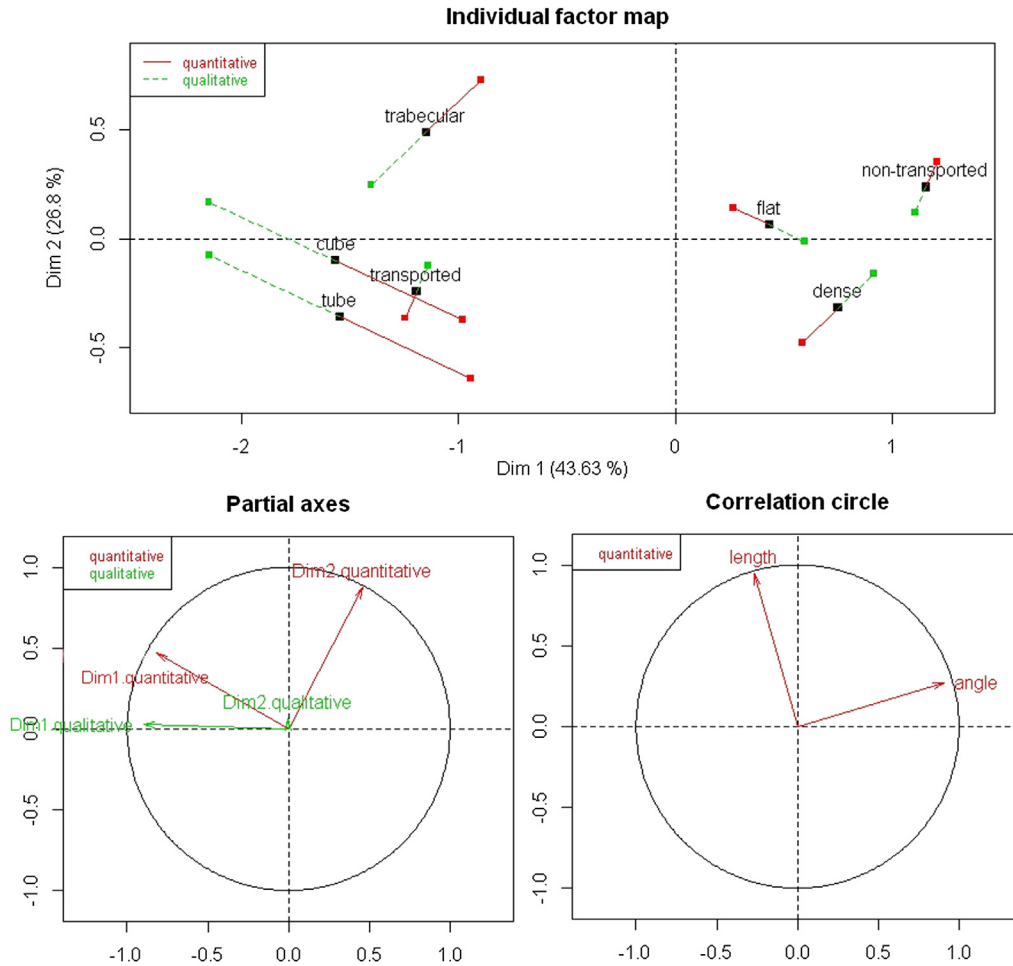 Individual factor map
quantitative
qualitative
trabecular
non-transported
flat
cube
transported
tube
dense
Dim 2 (26.8 %)
0.5
0.0
-0.5
-2
-1
0
1
Dim 1 (43.63 %)
Partial axes
quantitative
qualitative
Dim2.quantitative
Dim1.quantitative
Dim2.qualitative
Dim1.qualitative
1.0
0.5
0.0
-0.5
-1.0
-1.0
-0.5
0.0
0.5
1.0
Correlation circle
quantitative
length
angle
1.0
0.5
0.0
-0.5
-1.0
-1.0
-0.5
0.0
0.5
1.0